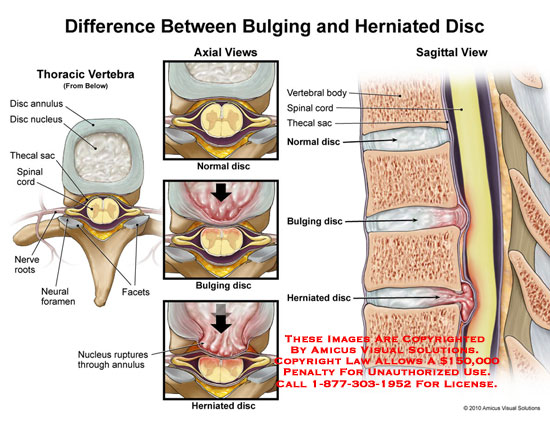 Difference Between Bulging and Herniated Disc
Axial Views
Sagittal View
Thoracic Vertebra
(From Below)
Disc annulus
Disc nucleus
Thecal sac
Spinal
cord
Nerve
roots
Neural
foramen
Facets
Normal disc
Bulging disc
Nucleus ruptures
through annulus
Herniated disc
Vertebral body
Spinal cord
Thecal sac
Normal disc
Bulging disc
Herniated disc
These Images are Copyrighted
By Amicus Visual Solutions.
Copyright Law Allows A $150,000
Penalty For Unauthorized Use.
Call 1-877-303-1952 For License.
© 2010 Amicus Visual Solutions